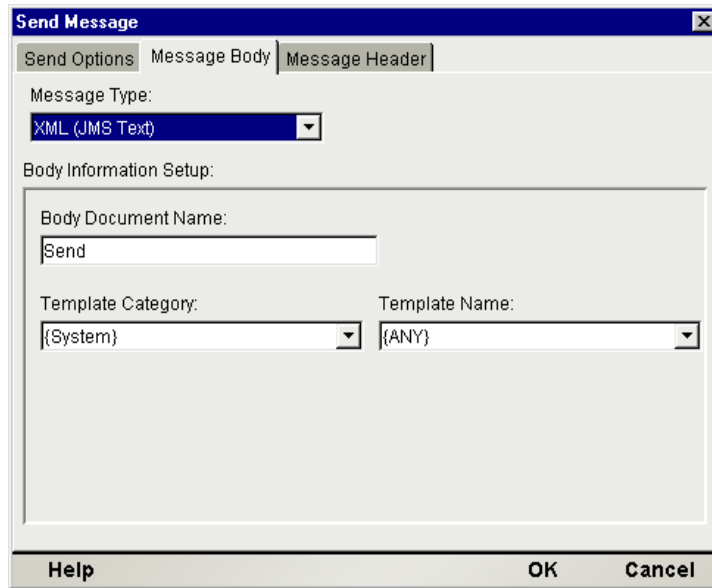 Send Message
Send Options Message Body Message Header
Message Type:
XML (JMS Text)
Body Information Setup:
Body Document Name:
Send
Template Category: Template Name:
{System} {ANY}
Help OK Cancel